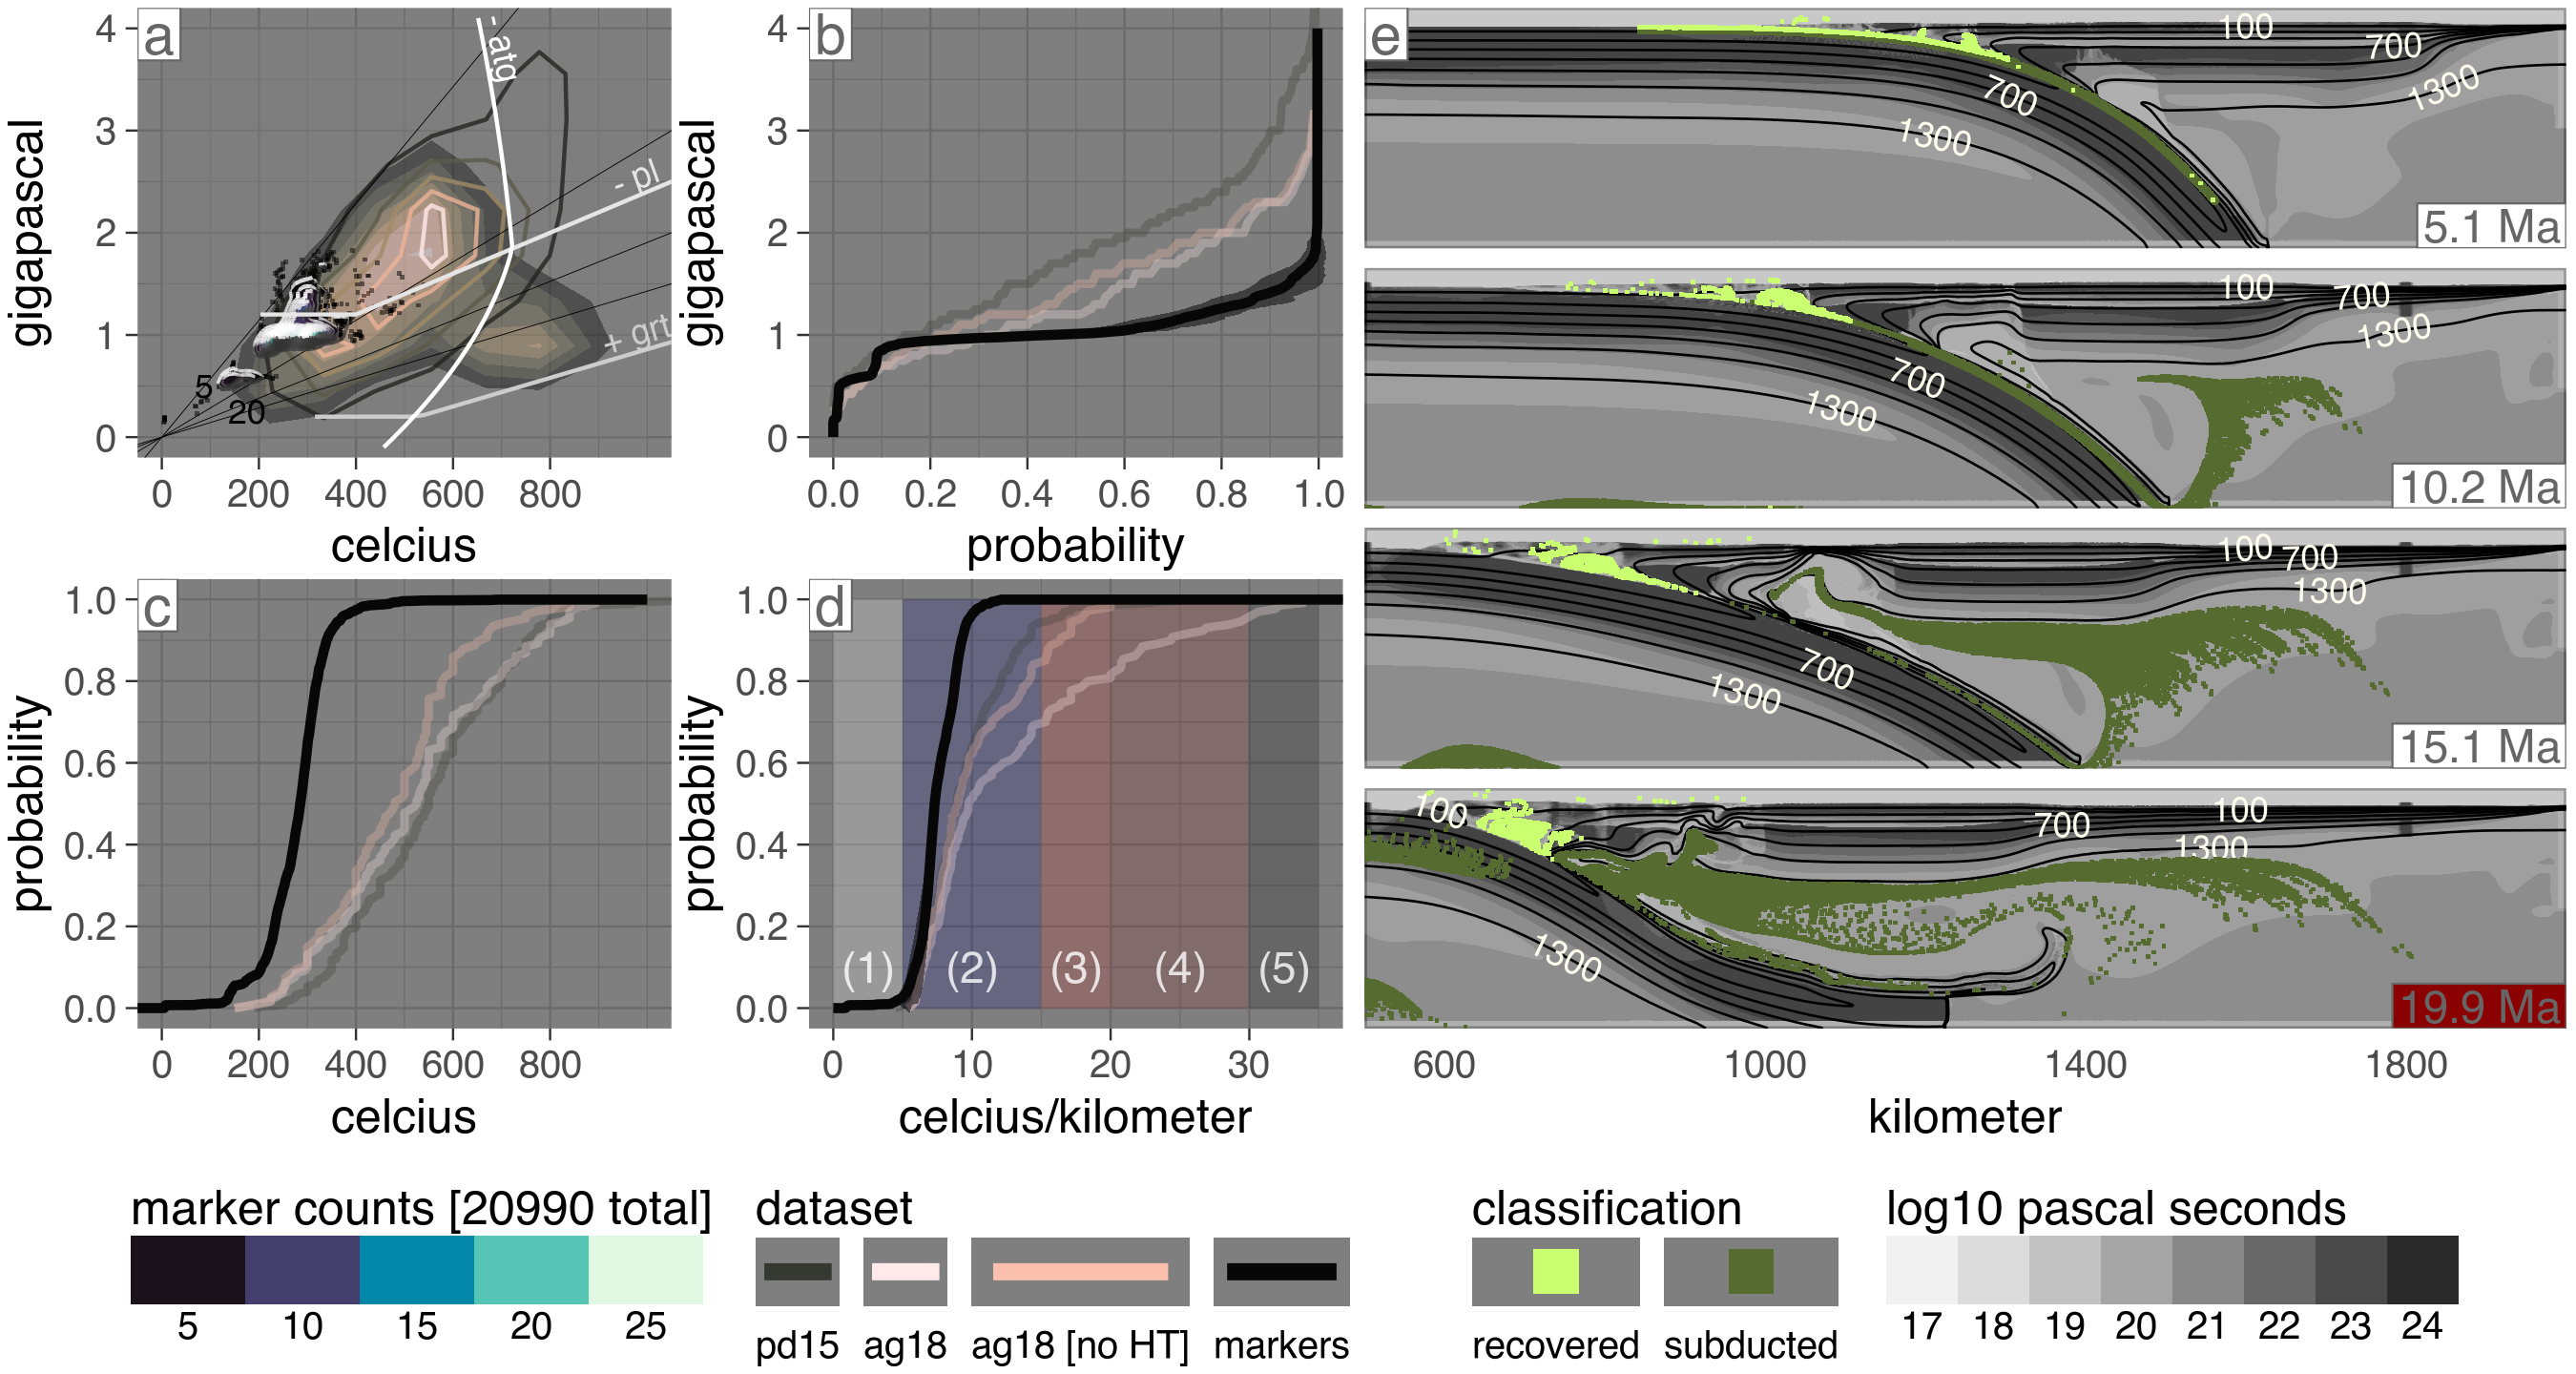 a
- atg
- pl
+ grt
5
20
4
3
2
1
0
gigapascal
0
200
400
600
800
celcius
b
4
3
2
1
0
gigapascal
0.0
0.2
0.4
0.6
0.8
1.0
probability
c
1.0
0.8
0.6
0.4
0.2
0.0
probability
0
200
400
600
800
celcius
d
1.0
0.8
0.6
0.4
0.2
0.0
probability
(1)
(2)
(3)
(4)
(5)
0
10
20
30
celcius/kilometer
e
100
700
1300
700
1300
5.1 Ma
100
700
1300
700
1300
10.2 Ma
100
700
1300
700
1300
15.1 Ma
100
100
700
1300
1300
19.9 Ma
600
1000
1400
1800
kilometer
marker counts [20990 total]
5
10
15
20
25
dataset
pd15
ag18
ag18 [no HT]
markers
classification
recovered
subducted
log10 pascal seconds
17
18
19
20
21
22
23
24